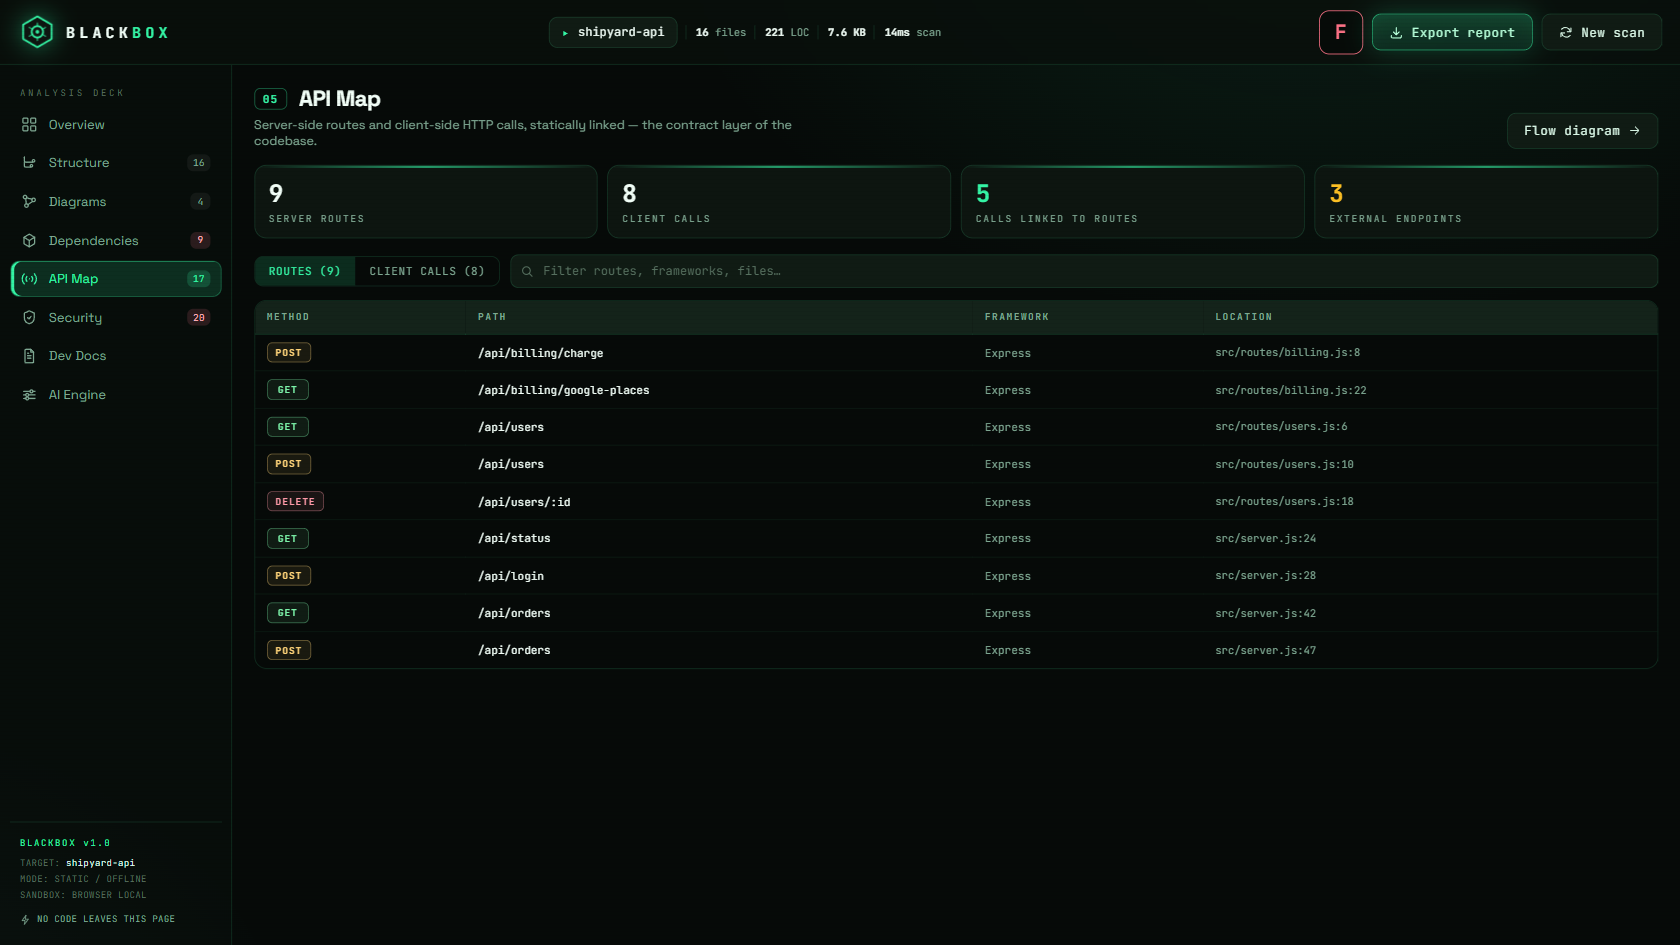 BLACKBOX
▸ shipyard-api
16 files
221 LOC
7.6 KB
14ms scan
F
Export report
New scan
ANALYSIS DECK
Overview
Structure 16
Diagrams 4
Dependencies 9
API Map 17
Security 20
Dev Docs
AI Engine
BLACKBOX v1.0
TARGET: shipyard-api
MODE: STATIC / OFFLINE
SANDBOX: BROWSER LOCAL
NO CODE LEAVES THIS PAGE
05 API Map
Server-side routes and client-side HTTP calls, statically linked — the contract layer of the
codebase.
Flow diagram →
9
SERVER ROUTES
8
CLIENT CALLS
5
CALLS LINKED TO ROUTES
3
EXTERNAL ENDPOINTS
ROUTES (9) CLIENT CALLS (8) Filter routes, frameworks, files…
METHOD PATH FRAMEWORK LOCATION
POST /api/billing/charge Express src/routes/billing.js:8
GET /api/billing/google-places Express src/routes/billing.js:22
GET /api/users Express src/routes/users.js:6
POST /api/users Express src/routes/users.js:10
DELETE /api/users/:id Express src/routes/users.js:18
GET /api/status Express src/server.js:24
POST /api/login Express src/server.js:28
GET /api/orders Express src/server.js:42
POST /api/orders Express src/server.js:47